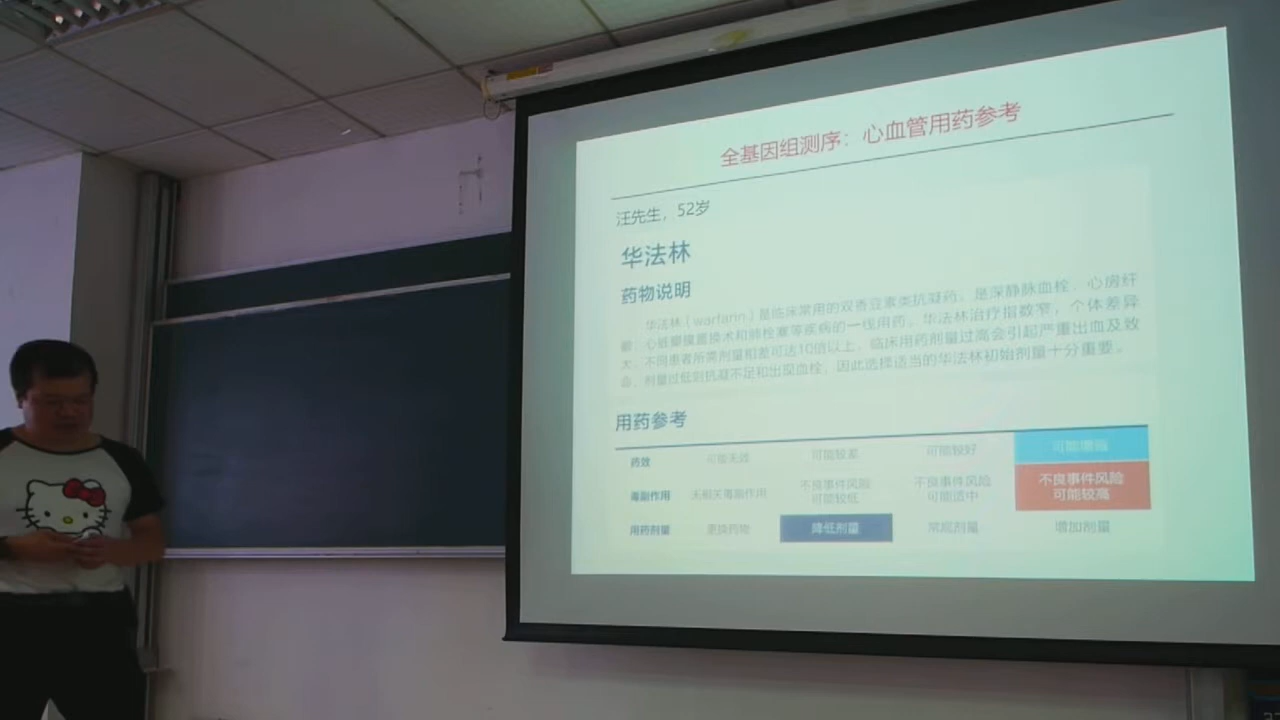 全基因组测序：心血管用药参考
汪先生，52岁
华法林
药物说明
华法林（warfarin）是临床常用的双香豆素类抗凝药，是深静脉血栓、心房纤
颤、心脏瓣膜置换术和肺栓塞等疾病的一线用药。华法林治疗指数窄，个体差异
大，不同患者所需剂量相差可达10倍以上，临床用药剂量过高会引起严重出血及致
命，剂量过低则抗凝不足和出现血栓，因此选择适当的华法林初始剂量十分重要。
用药参考
药效 可能无效 可能较差 可能较好 可能增强
毒副作用 无相关毒副作用 不良事件风险可能较低 不良事件风险可能适中 不良事件风险可能较高
用药剂量 更换药物 降低剂量 常规剂量 增加剂量